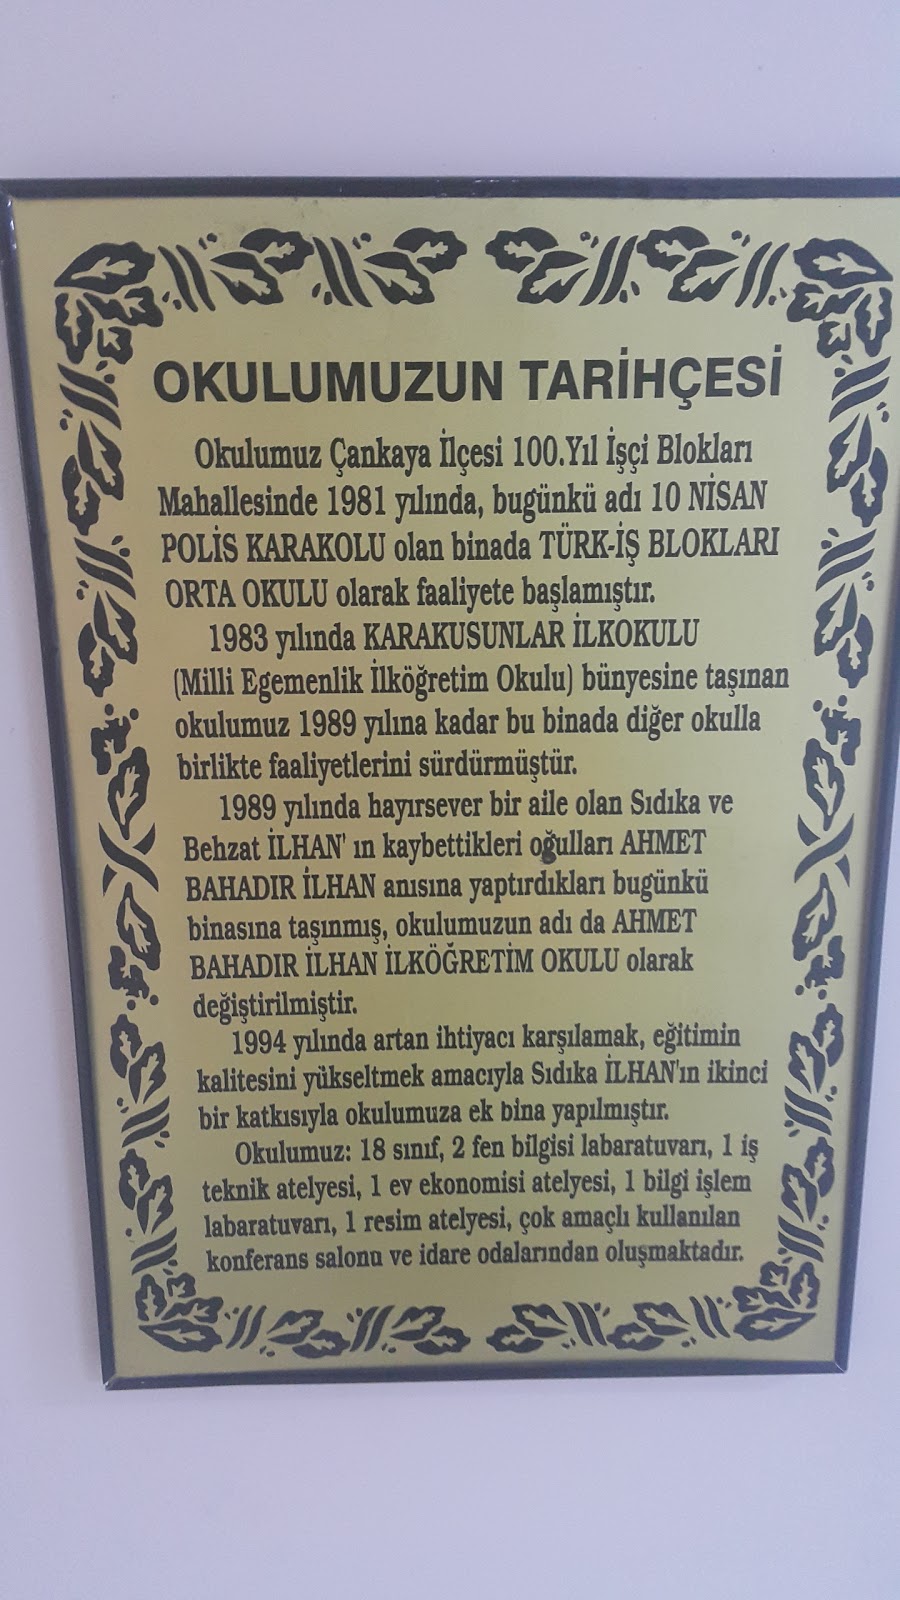 OKULUMUZUN TARİHÇESİ
Okulumuz Çankaya İlçesi 100.Yıl İşçi Blokları
Mahallesinde 1981 yılında, bugünkü adı 10 NİSAN
POLİS KARAKOLU olan binada TÜRK-İŞ BLOKLARI
ORTA OKULU olarak faaliyete başlamıştır.
1983 yılında KARAKUSUNLAR İLKOKULU
(Milli Egemenlik İlköğretim Okulu) bünyesine taşınan
okulumuz 1989 yılına kadar bu binada diğer okulla
birlikte faaliyetlerini sürdürmüştür.
1989 yılında hayırsever bir aile olan Sıdıka ve
Behzat İLHAN' ın kaybettikleri oğulları AHMET
BAHADIR İLHAN anısına yaptırdıkları bugünkü
binasına taşınmış, okulumuzun adı da AHMET
BAHADIR İLHAN İLKÖĞRETİM OKULU olarak
değiştirilmiştir.
1994 yılında artan ihtiyacı karşılamak, eğitimin
kalitesini yükseltmek amacıyla Sıdıka İLHAN'ın ikinci
bir katkısıyla okulumuza ek bina yapılmıştır.
Okulumuz: 18 sınıf, 2 fen bilgisi labaratuvarı, 1 iş
teknik atelyesi, 1 ev ekonomisi atelyesi, 1 bilgi işlem
labaratuvarı, 1 resim atelyesi, çok amaçlı kullanılan
konferans salonu ve idare odalarından oluşmaktadır.